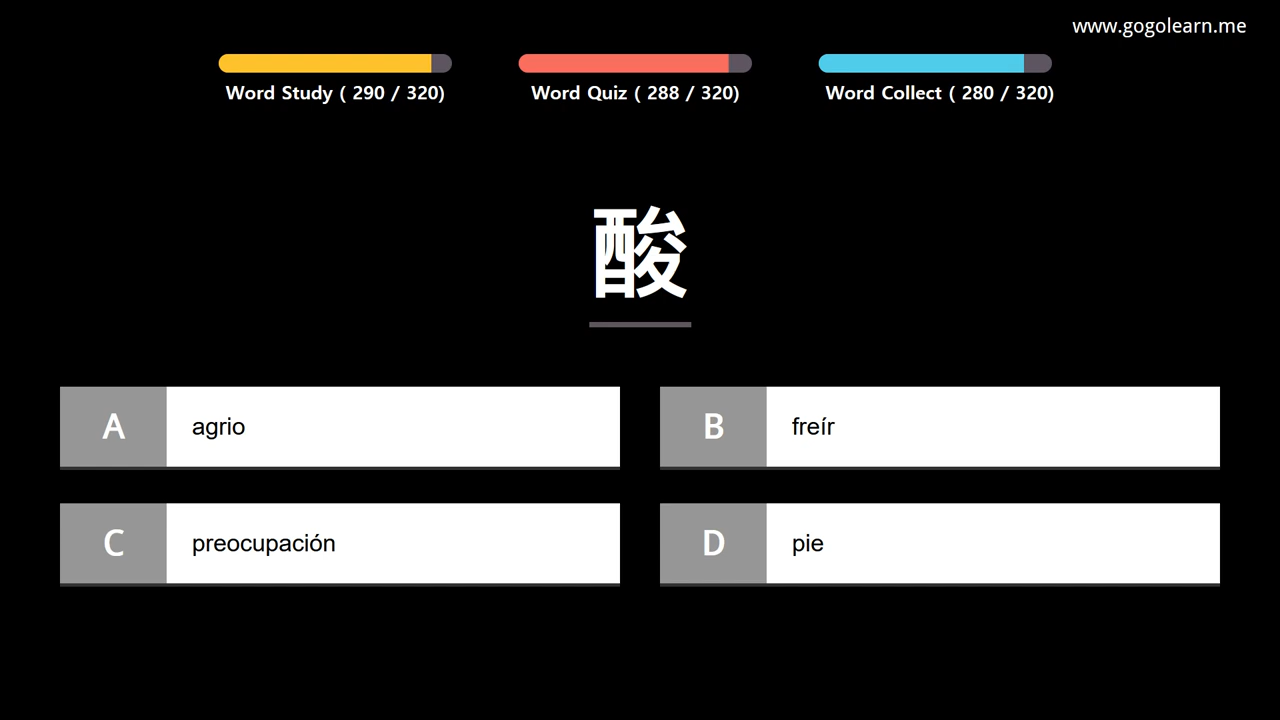 www.gogolearn.me
Word Study ( 290 / 320)
Word Quiz ( 288 / 320)
Word Collect ( 280 / 320)
酸
A agrio
B freír
C preocupación
D pie